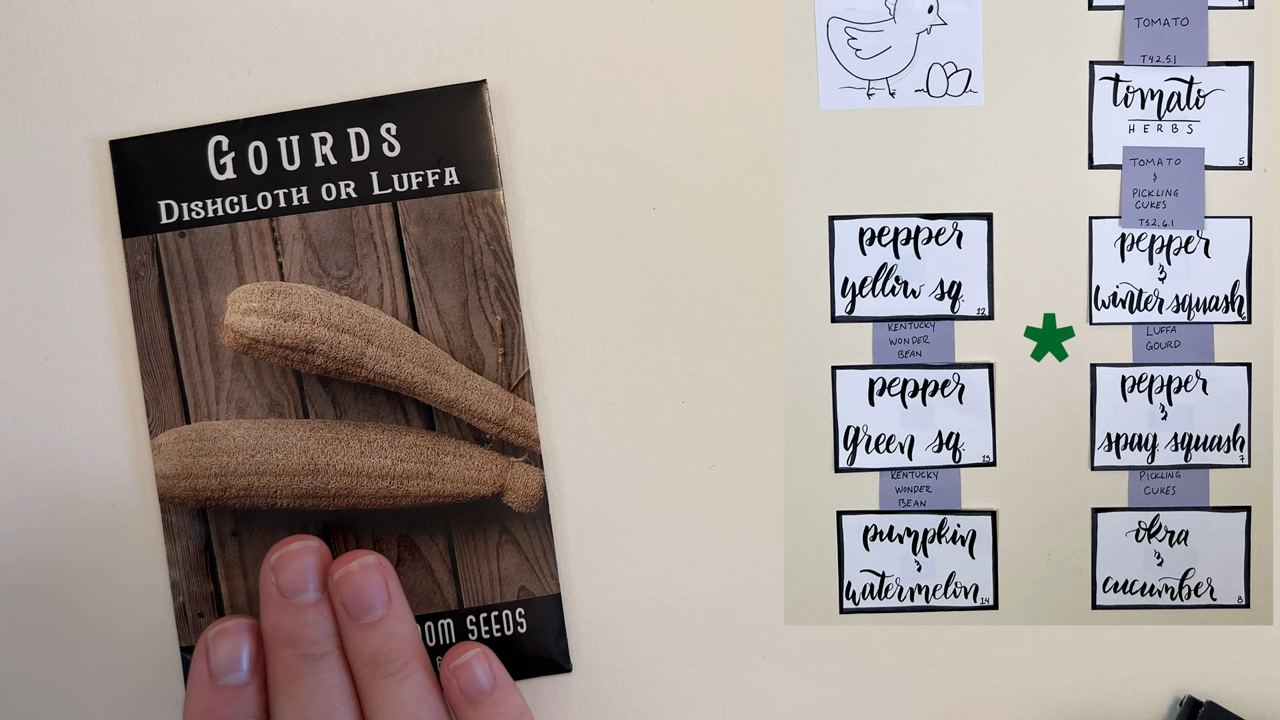 GOURDS
DISHCLOTH OR LUFFA
OM SEEDS
TOMATO
T4.2, 5.1
tomato
HERBS
5
TOMATO
&
PICKLING
CUKES
T5.2, 6.1
pepper
yellow sq.
12
KENTUCKY
WONDER
BEAN
pepper
green sq.
13
KENTUCKY
WONDER
BEAN
pumpkin
&
watermelon
14
pepper
&
winter squash
6
LUFFA
GOURD
pepper
&
spag. squash
7
PICKLING
CUKES
okra
&
cucumber
8